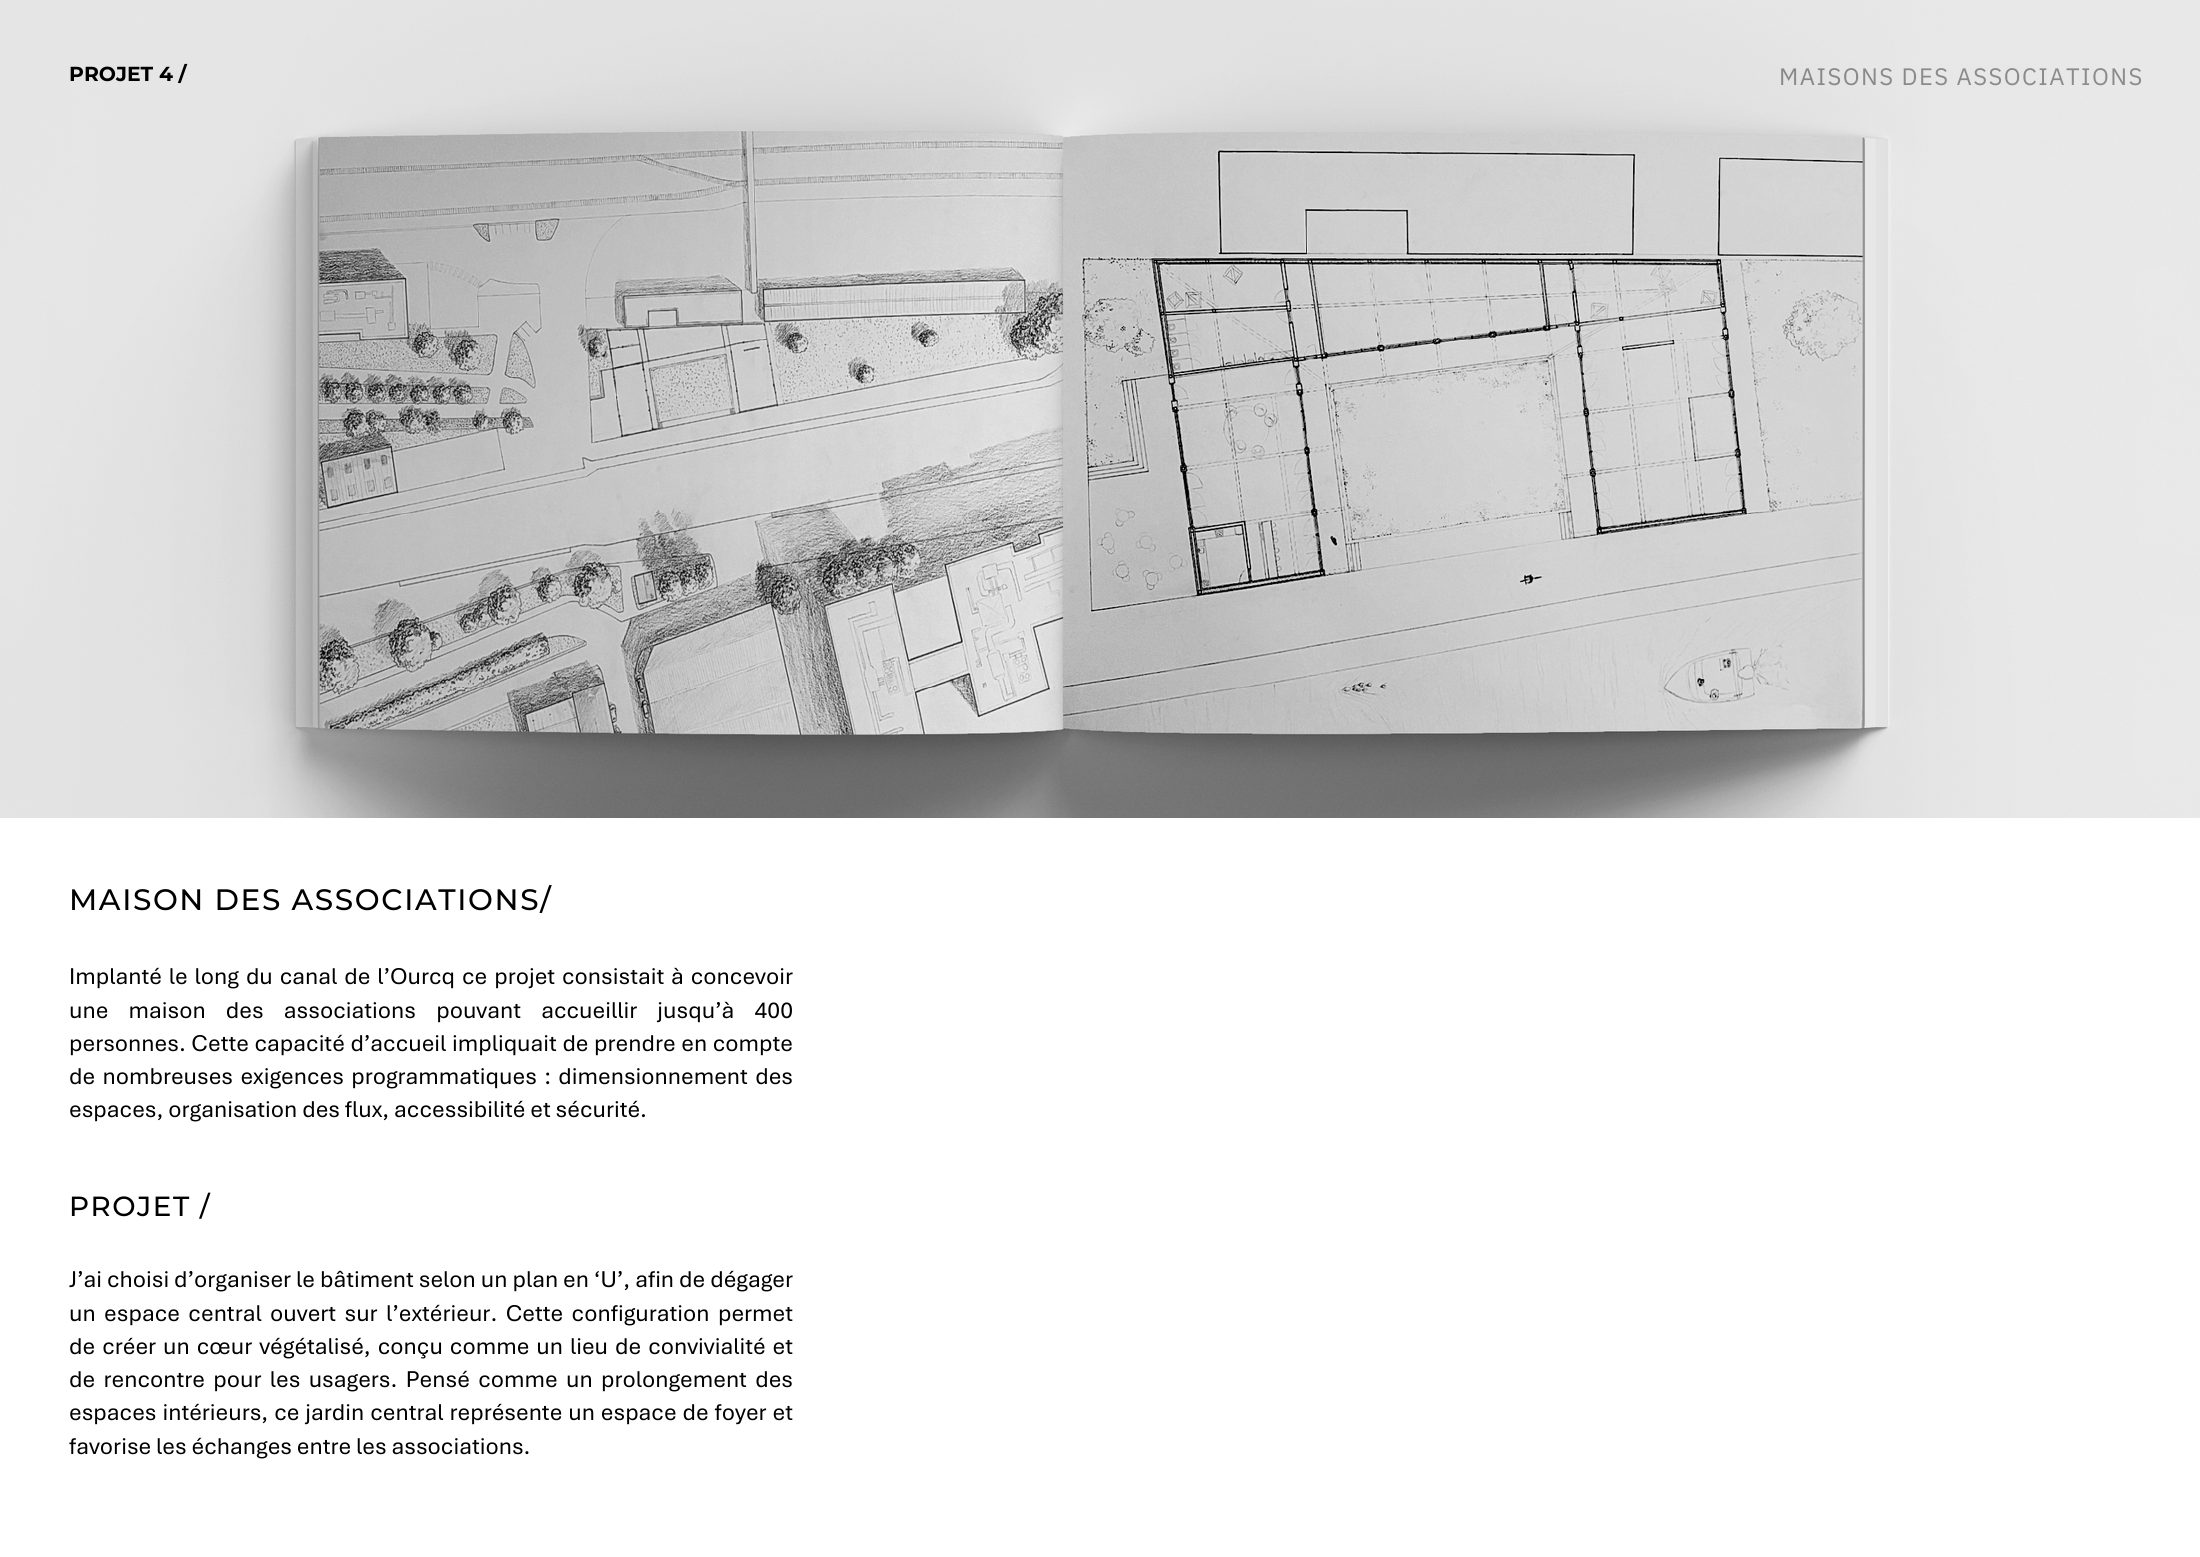 PROJET 4 /
MAISONS DES ASSOCIATIONS
MAISON DES ASSOCIATIONS/
Implanté le long du canal de l’Ourcq ce projet consistait à concevoir
une maison des associations pouvant accueillir jusqu’à 400
personnes. Cette capacité d’accueil impliquait de prendre en compte
de nombreuses exigences programmatiques : dimensionnement des
espaces, organisation des flux, accessibilité et sécurité.
PROJET /
J’ai choisi d’organiser le bâtiment selon un plan en ‘U’, afin de dégager
un espace central ouvert sur l’extérieur. Cette configuration permet
de créer un cœur végétalisé, conçu comme un lieu de convivialité et
de rencontre pour les usagers. Pensé comme un prolongement des
espaces intérieurs, ce jardin central représente un espace de foyer et
favorise les échanges entre les associations.